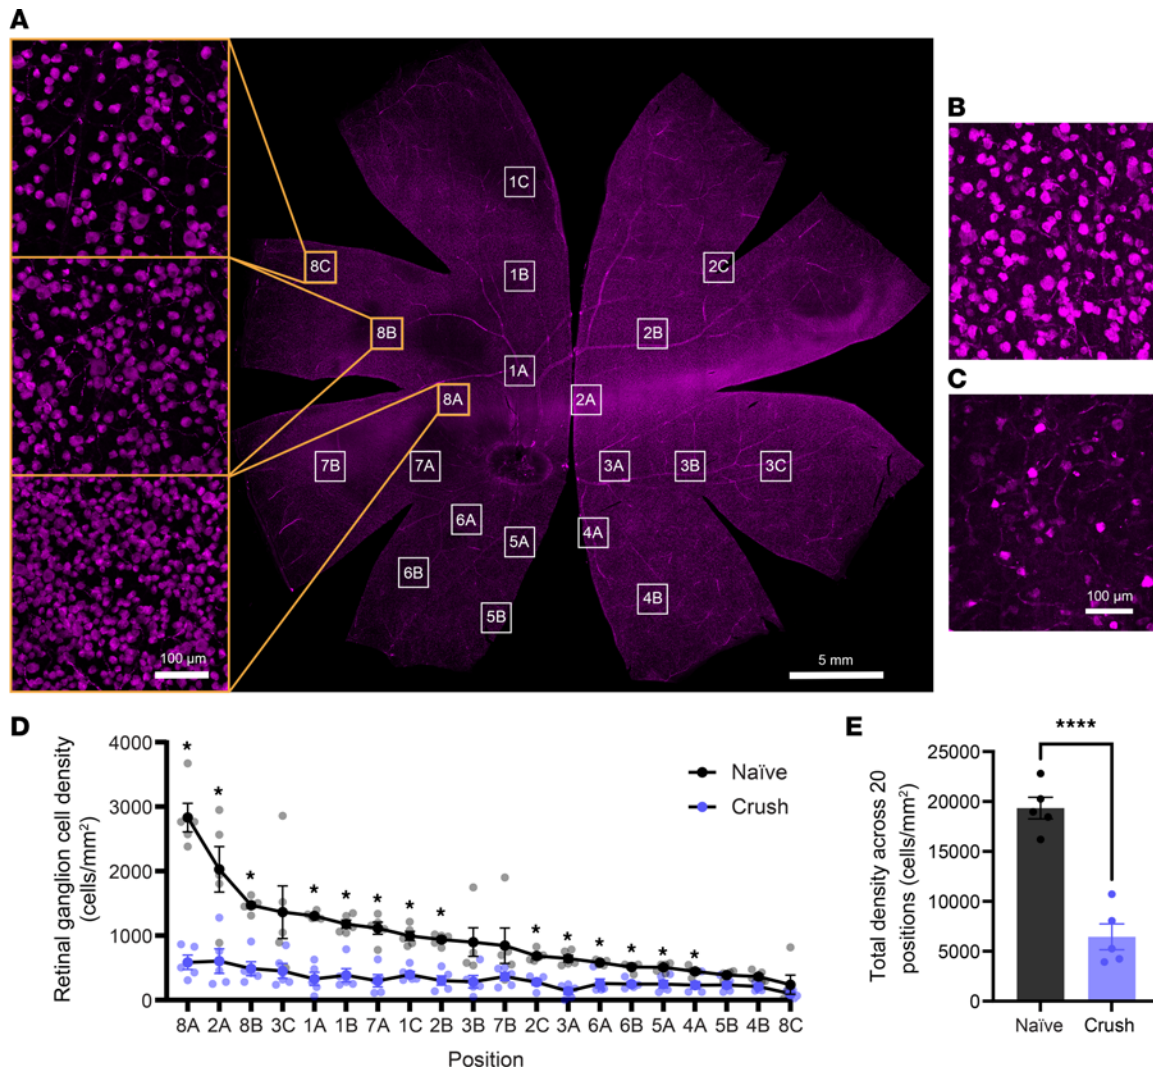 A
1C
8C
1B
2C
8B
2B
1A
8A
2A
7B
7A
3A
3B
3C
6A
5A
4A
6B
4B
5B
100 μm
5 mm
B
C
100 μm
D
Retinal ganglion cell density
(cells/mm²)
4000
3000
2000
1000
0
* * * * * * * * * * * * * *
Naïve
Crush
8A 2A 8B 3C 1A 1B 7A 1C 2B 3B 7B 2C 3A 6A 6B 5A 4A 5B 4B 8C
Position
E
Total density across 20
positions (cells/mm²)
****
25000
20000
15000
10000
5000
0
Naïve Crush